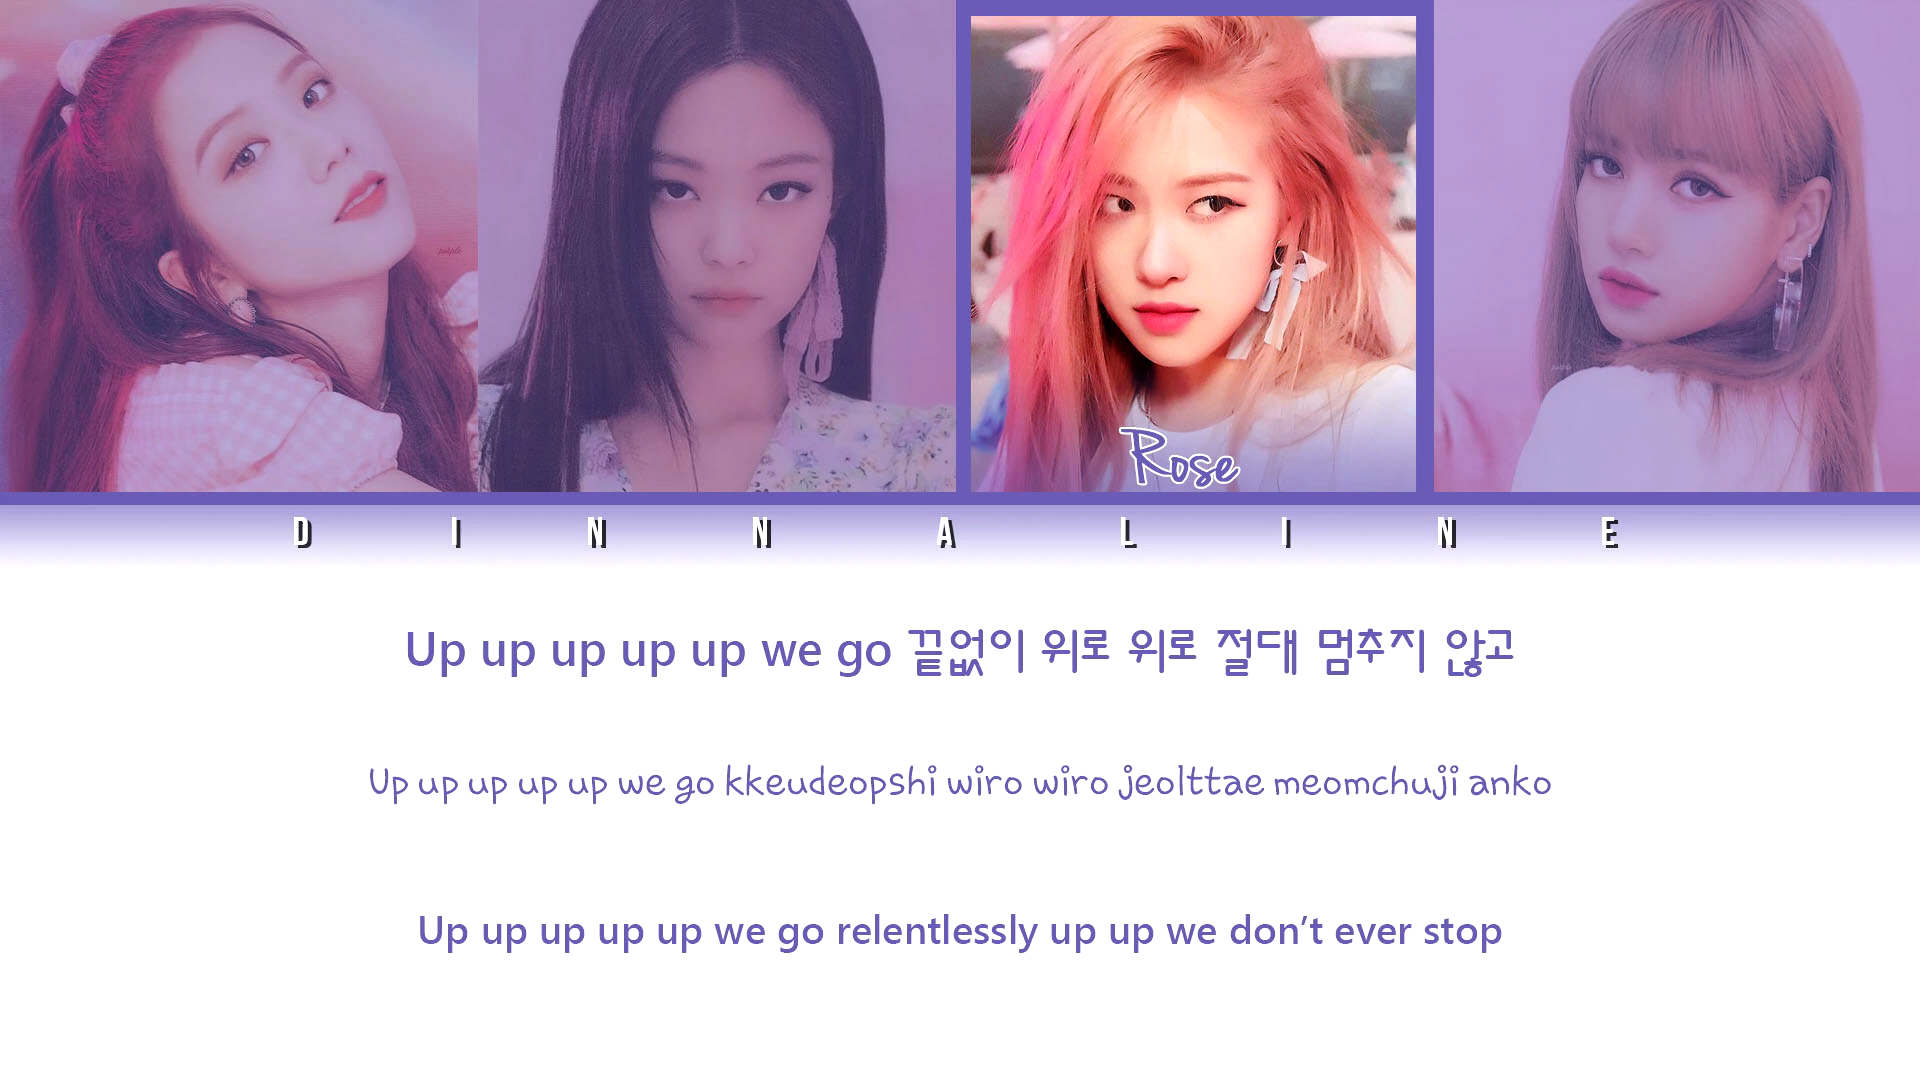 purple
purple
Rose
D I N N A L I N E
Up up up up up we go 끝없이 위로 위로 절대 멈추지 않고
Up up up up up we go kkeudeopshi wiro wiro jeolttae meomchuji anko
Up up up up up we go relentlessly up up we don’t ever stop